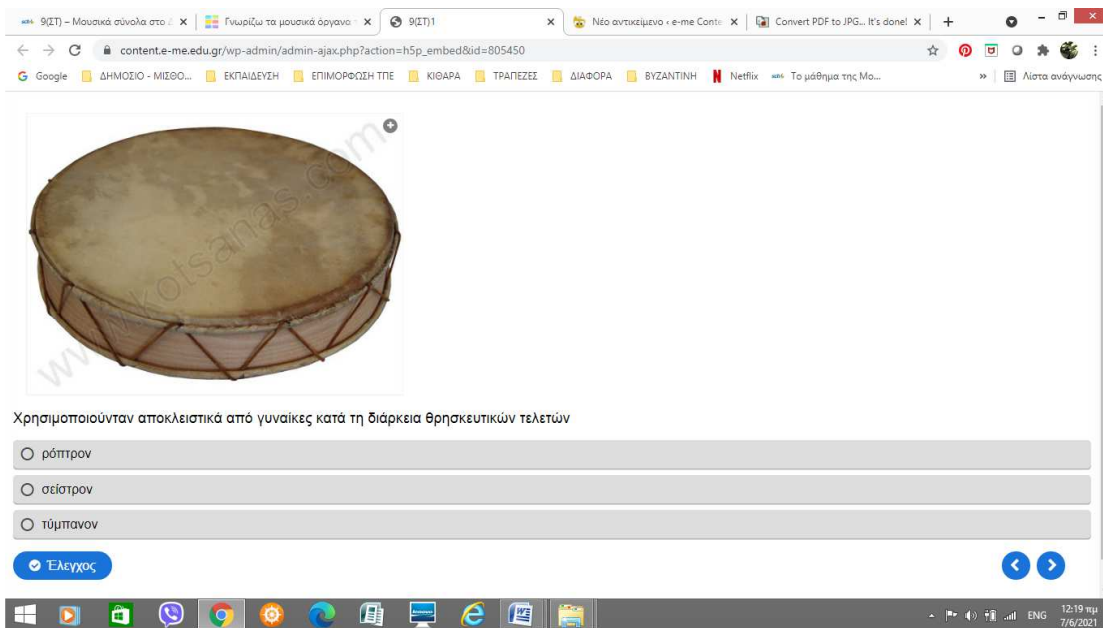 9(ΣΤ) – Μουσικά σύνολα στο Δ
Γνωρίζω τα μουσικά όργανα
9(ΣΤ)1
Νέο αντικείμενο ‹ e-me Conte
Convert PDF to JPG... It's done!
content.e-me.edu.gr/wp-admin/admin-ajax.php?action=h5p_embed&id=805450
Google ΔΗΜΟΣΙΟ - ΜΙΣΘΟ... ΕΚΠΑΙΔΕΥΣΗ ΕΠΙΜΟΡΦΩΣΗ ΤΠΕ ΚΙΘΑΡΑ ΤΡΑΠΕΖΕΣ ΔΙΑΦΟΡΑ BYZANTINH Netflix Το μάθημα της Μο... » Λίστα ανάγνωσης
www.kotsanas.com
Χρησιμοποιούνταν αποκλειστικά από γυναίκες κατά τη διάρκεια θρησκευτικών τελετών
ρόπτρον
σείστρον
τύμπανον
Έλεγχος
ENG
12:19 πμ
7/6/2021